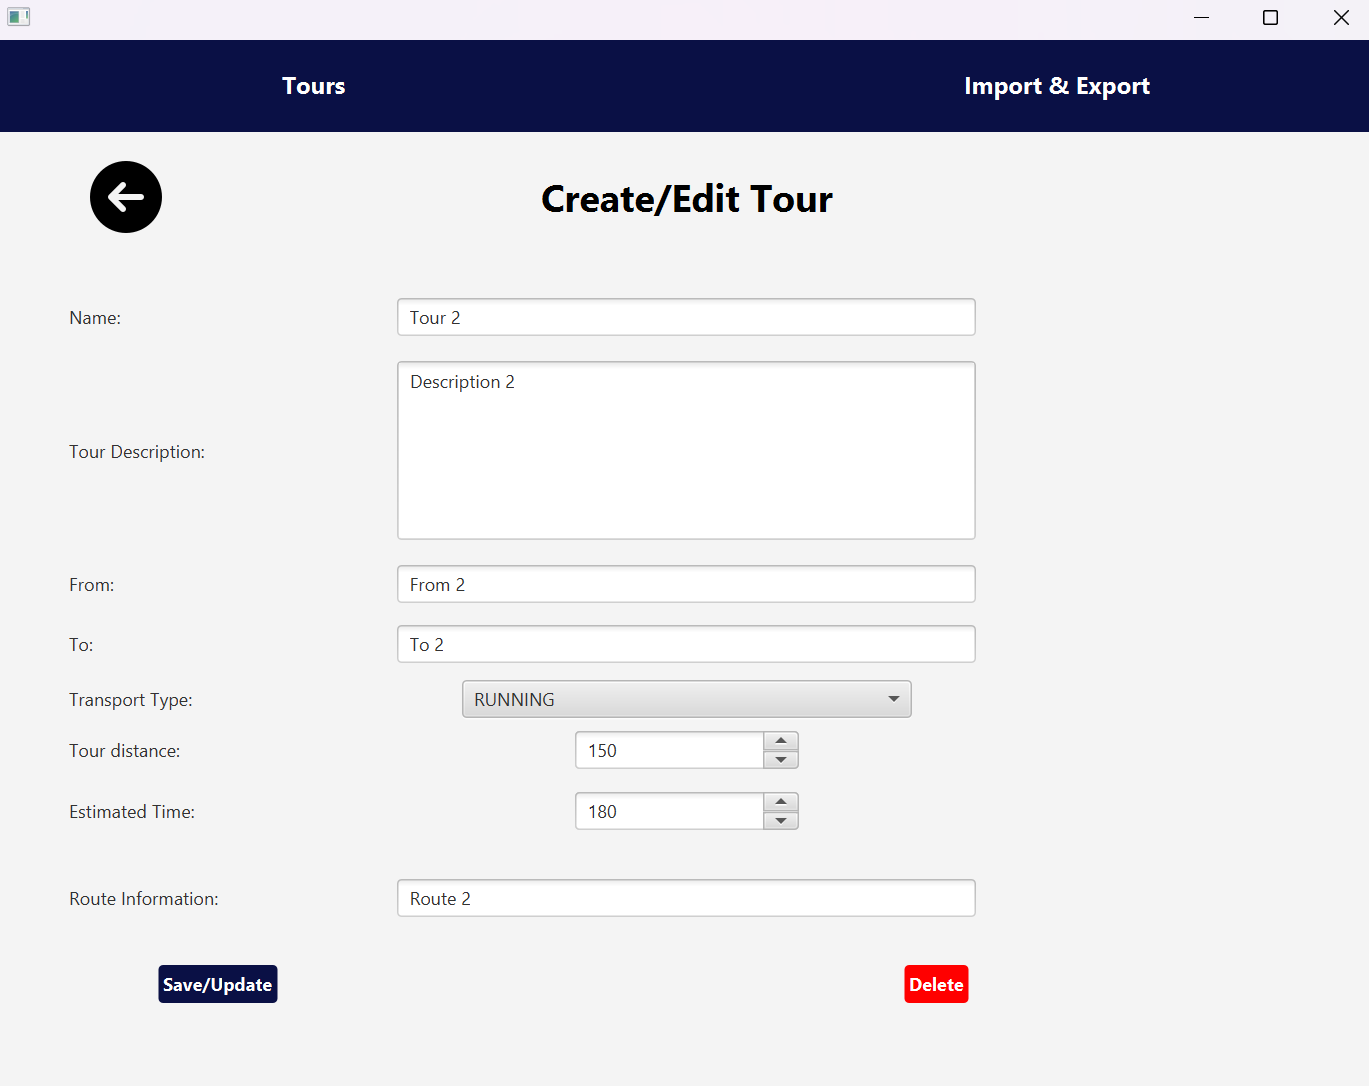 Tours
Import & Export
Create/Edit Tour
Name:
Tour 2
Tour Description:
Description 2
From:
From 2
To:
To 2
Transport Type:
RUNNING
Tour distance:
150
Estimated Time:
180
Route Information:
Route 2
Save/Update
Delete